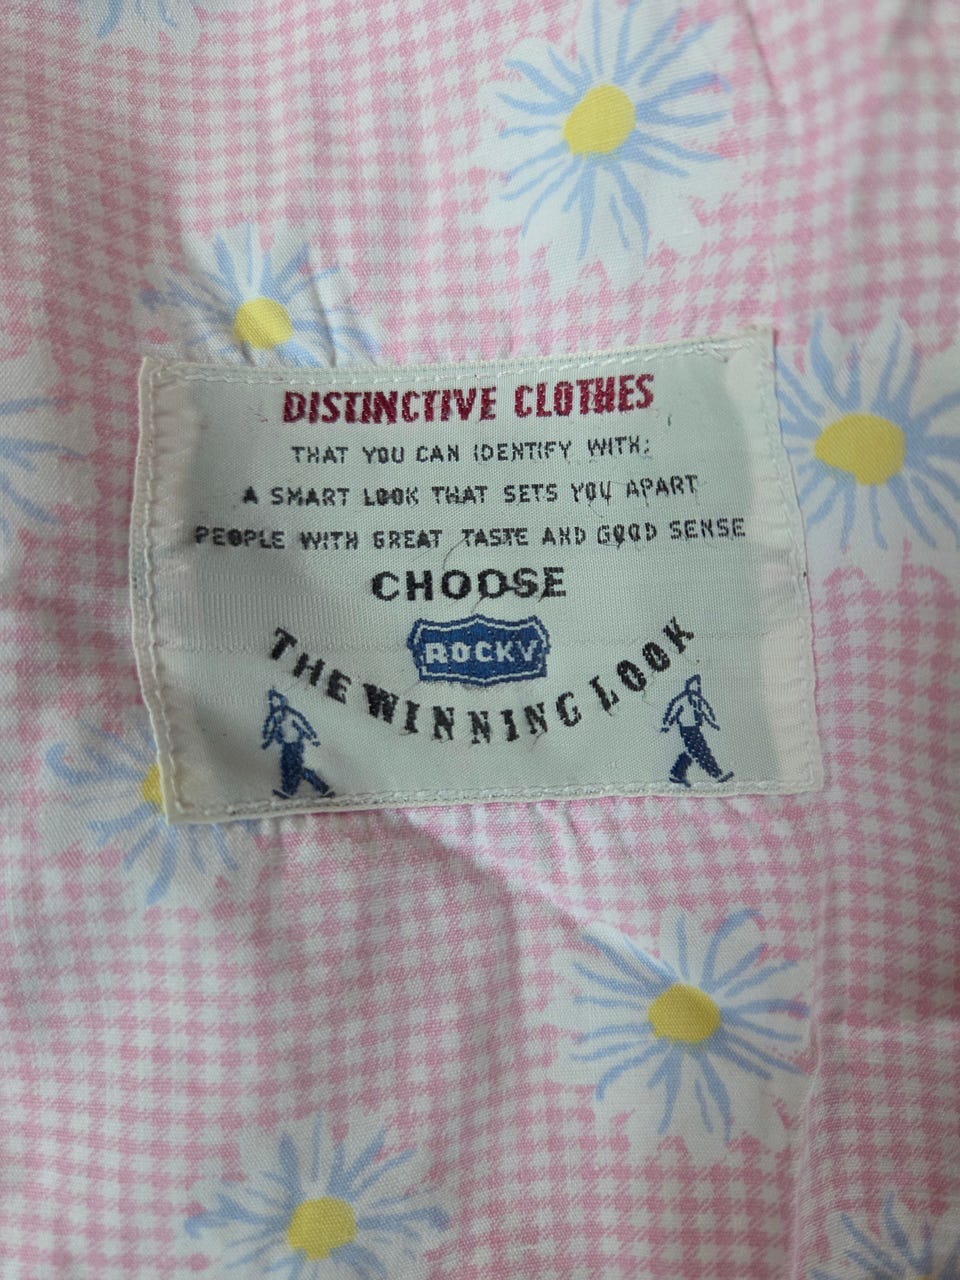 DISTINCTIVE CLOTHES
THAT YOU CAN IDENTIFY WITH;
A SMART LOOK THAT SETS YOU APART
PEOPLE WITH GREAT TASTE AND GOOD SENSE
CHOOSE
ROCKY
THE WINNING LOOK